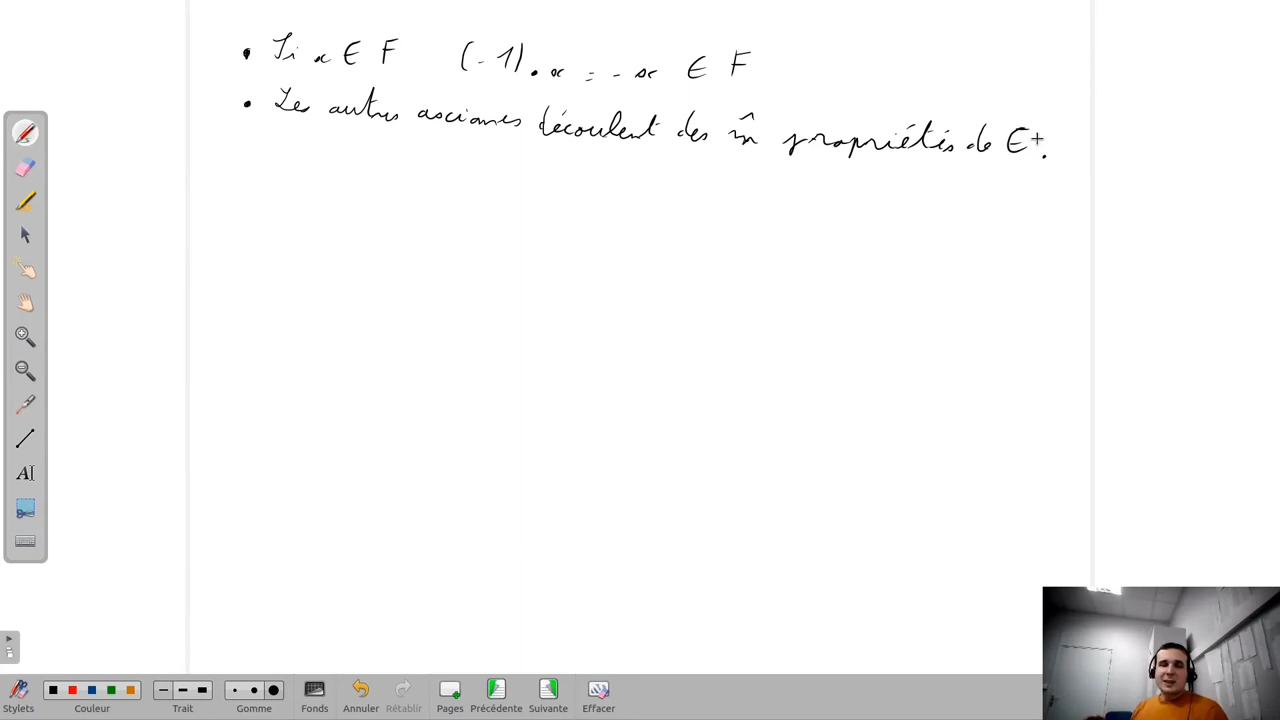 • Si x ∈ F (-1).x = -x ∈ F
• Les autres axiomes découlent des m̂ propriétés de E.
Stylets
Couleur
Trait
Gomme
Fonds
Annuler
Rétablir
Pages
Précédente
Suivante
Effacer